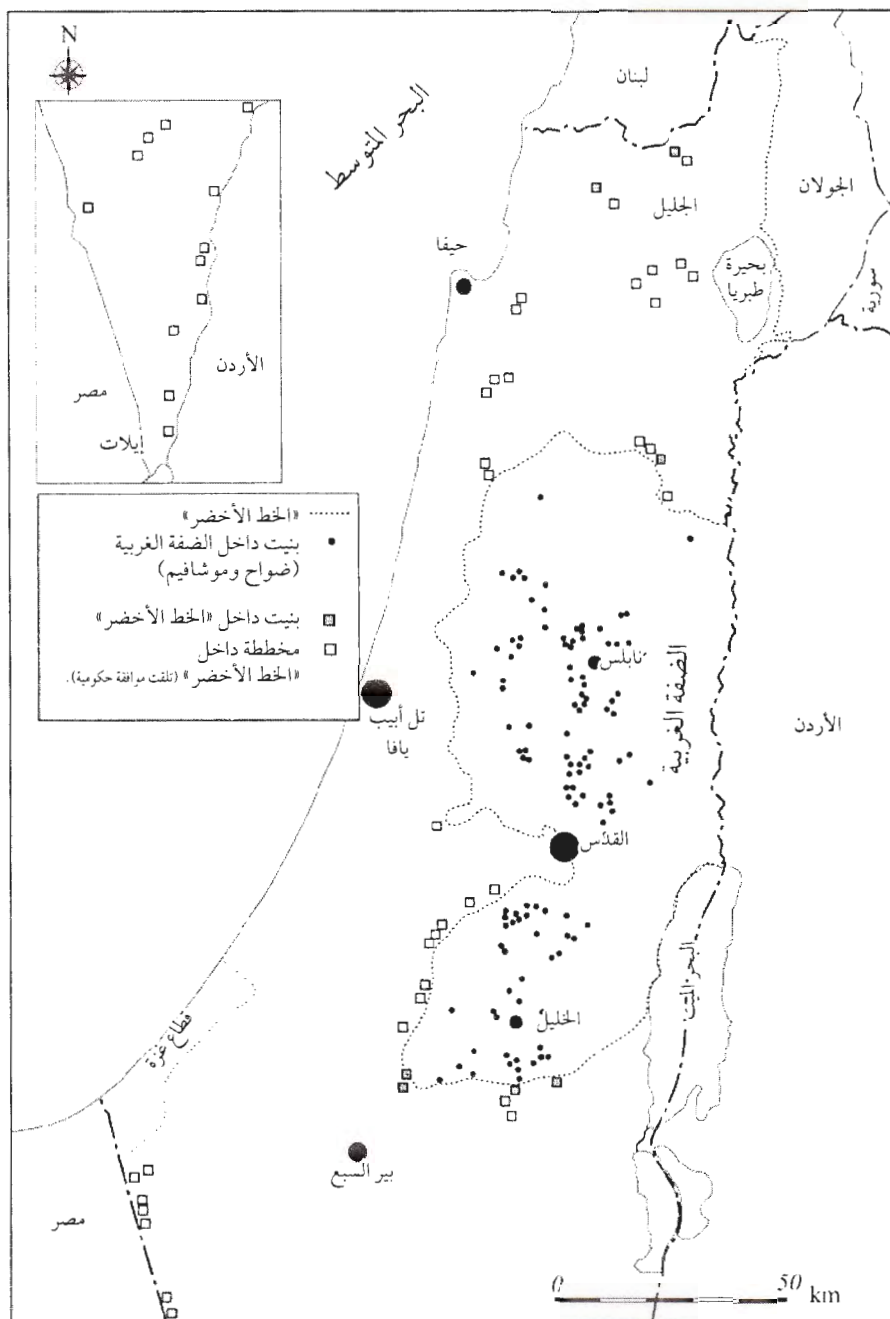 N
لبنان
البحر المتوسط
الجولان
الجليل
حيفا
بحيرة
طبريا
سورية
الأردن
مصر
إيلات
«الخط الأخضر»
بنيت داخل الضفة الغربية
(ضواح وموشافيم)
بنيت داخل «الخط الأخضر»
مخططة داخل
«الخط الأخضر» (تلقت موافقة حكومية).
نابلس
الضفة الغربية
الأردن
تل أبيب
يافا
القدس
البحر الميت
الخليل
قطاع غزة
بير السبع
مصر
0 50 km